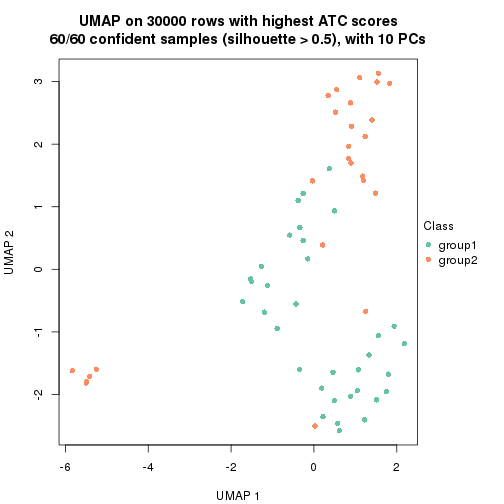 UMAP on 30000 rows with highest ATC scores
60/60 confident samples (silhouette > 0.5), with 10 PCs
3
2
1
0
-1
-2
UMAP 2
-6
-4
-2
0
2
UMAP 1
Class
group1
group2